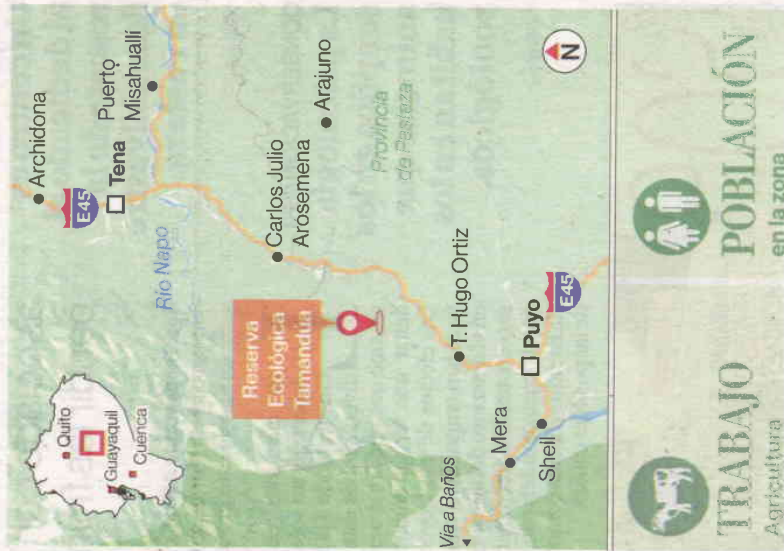 Archidona
E45
Tena
Puerto
Misahuallí
Río Napo
Quito
Guayaquil
Cuenca
Carlos Julio
Arosemena
Arajuno
Provincia
de Pastaza
Reserva
Ecológica
Tamandúa
T. Hugo Ortiz
Puyo
E45
Mera
Shell
Vía a Baños
N
TRABAJO
Agricultura
POBLACIÓN
en la zona